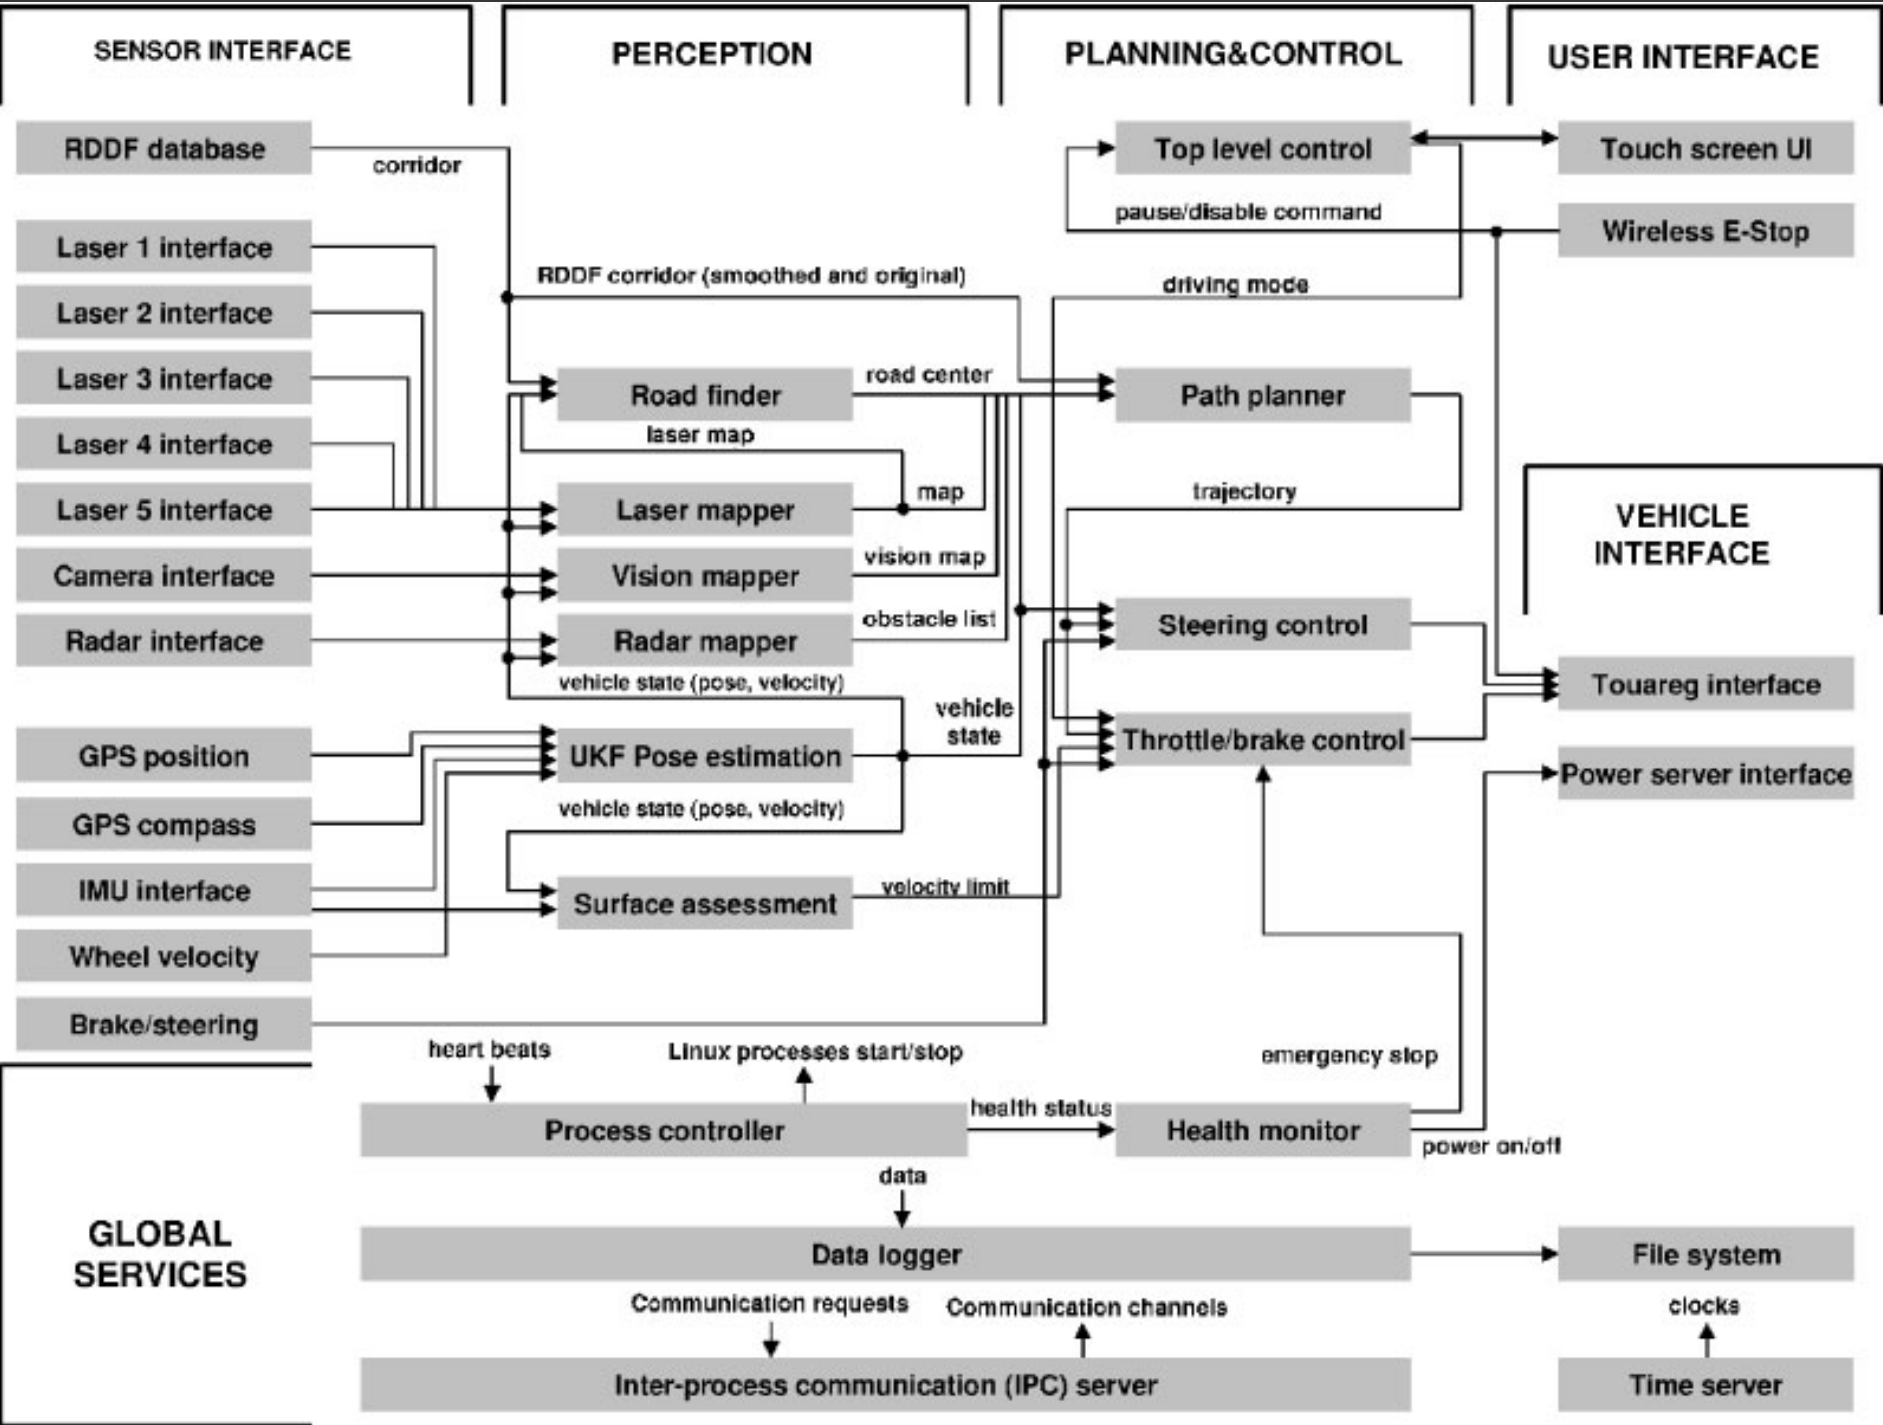 SENSOR INTERFACE
PERCEPTION
PLANNING&CONTROL
USER INTERFACE
RDDF database
corridor
Top level control
Touch screen UI
pause/disable command
Wireless E-Stop
Laser 1 interface
RDDF corridor (smoothed and original)
driving mode
Laser 2 interface
Laser 3 interface
Road finder
road center
Path planner
laser map
Laser 4 interface
Laser 5 interface
Laser mapper
map
trajectory
VEHICLE
INTERFACE
Camera interface
Vision mapper
vision map
Radar interface
Radar mapper
obstacle list
Steering control
vehicle state (pose, velocity)
Touareg interface
vehicle
state
GPS position
UKF Pose estimation
Throttle/brake control
Power server interface
vehicle state (pose, velocity)
GPS compass
IMU interface
Surface assessment
velocity limit
Wheel velocity
Brake/steering
heart beats
Linux processes start/stop
emergency stop
Process controller
health status
Health monitor
power on/off
data
GLOBAL
SERVICES
Data logger
File system
Communication requests
Communication channels
clocks
Inter-process communication (IPC) server
Time server